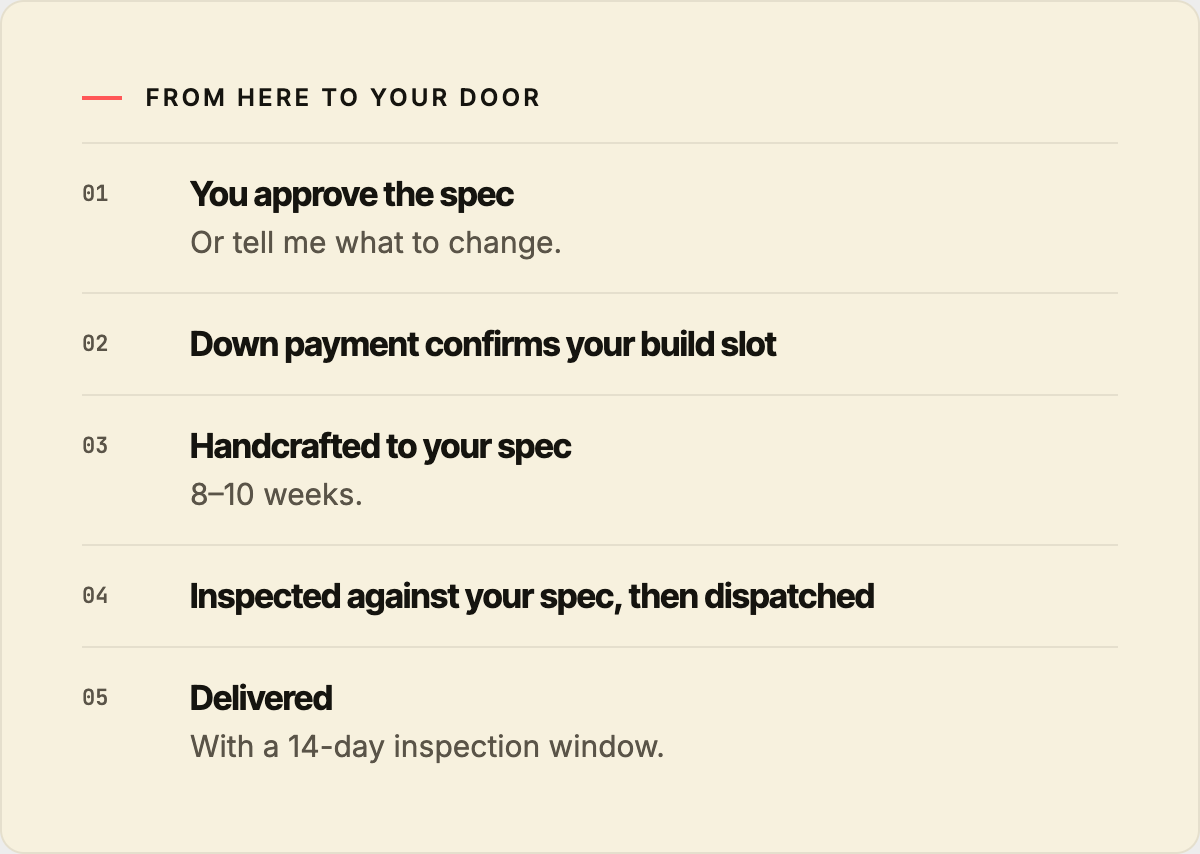 FROM HERE TO YOUR DOOR
01
You approve the spec
Or tell me what to change.
02
Down payment confirms your build slot
03
Handcrafted to your spec
8–10 weeks.
04
Inspected against your spec, then dispatched
05
Delivered
With a 14-day inspection window.